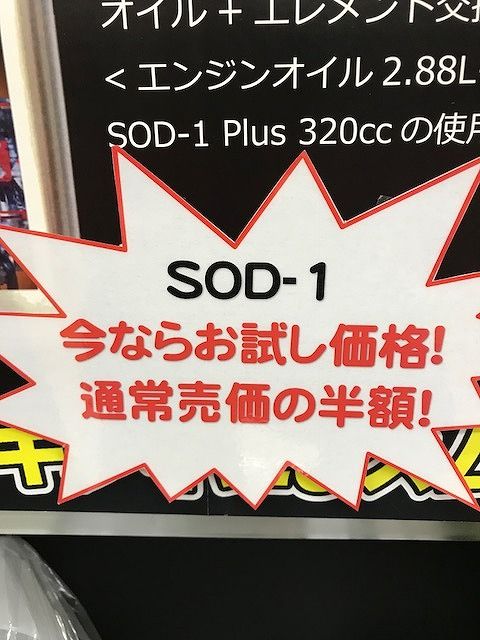 オイル + エレメント交換
< エンジンオイル 2.88L
SOD-1 Plus 320cc の使用
SOD-1
今ならお試し価格!
通常売価の半額!